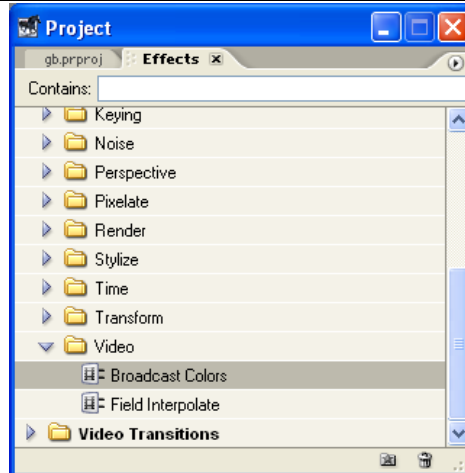 Project
gb.prproj Effects
Contains:
Keying
Noise
Perspective
Pixelate
Render
Stylize
Time
Transform
Video
Broadcast Colors
Field Interpolate
Video Transitions